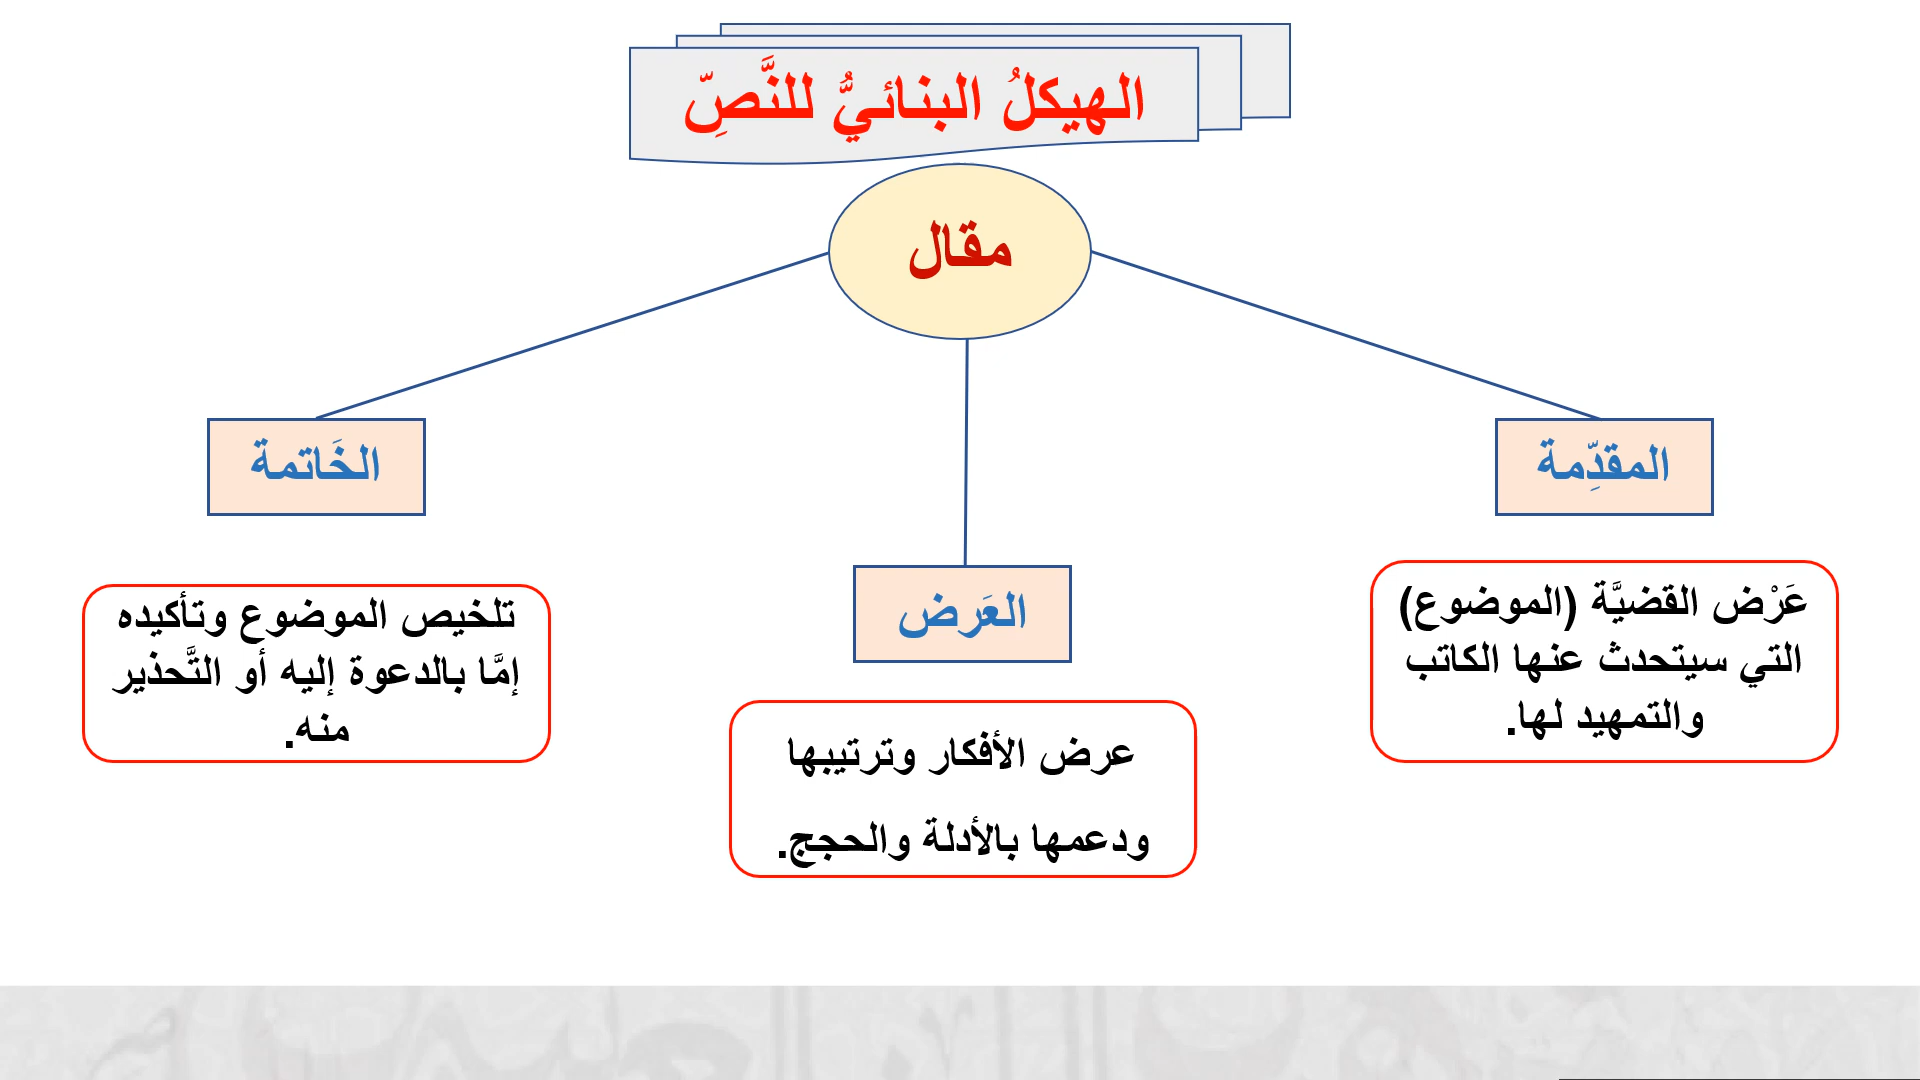 الهيكلُ البنائيُّ للنَّصِّ
مقال
المقدِّمة
عَرْض القضيَّة (الموضوع)
التي سيتحدث عنها الكاتب
والتمهيد لها.
العَرض
عرض الأفكار وترتيبها
ودعمها بالأدلة والحجج.
الخَاتمة
تلخيص الموضوع وتأكيده
إمَّا بالدعوة إليه أو التَّحذير
منه.